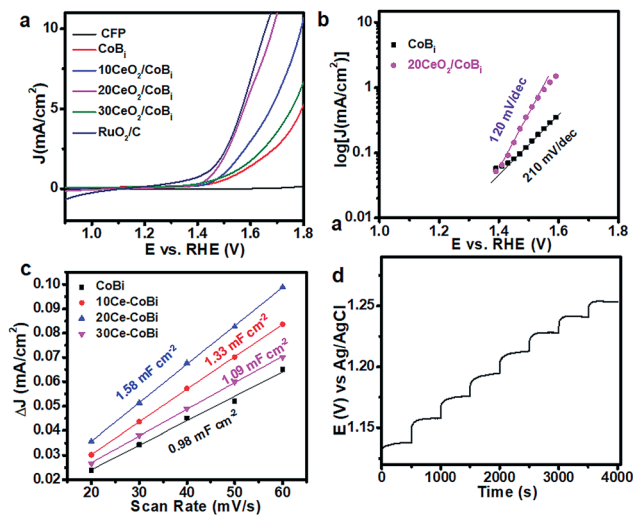 a
CFP
CoBi
10CeO2/CoBi
20CeO2/CoBi
30CeO2/CoBi
RuO2/C
J(mA/cm²)
10
5
0
1.0
1.2
1.4
1.6
1.8
E vs. RHE (V)
b
CoBi
20CeO2/CoBi
log[J(mA/cm²)]
10
1
0.1
0.01
120 mV/dec
210 mV/dec
1.3
1.4
1.5
1.6
1.7
a
E vs. RHE (V)
c
CoBi
10Ce-CoBi
20Ce-CoBi
30Ce-CoBi
ΔJ (mA/cm²)
0.10
0.09
0.08
0.07
0.06
0.05
0.04
0.03
0.02
1.58 mF cm⁻²
1.33 mF cm⁻²
1.09 mF cm⁻²
0.98 mF cm⁻²
20
30
40
50
60
Scan Rate (mV/s)
d
E (V) vs Ag/AgCl
1.25
1.20
1.15
0
1000
2000
3000
4000
Time (s)